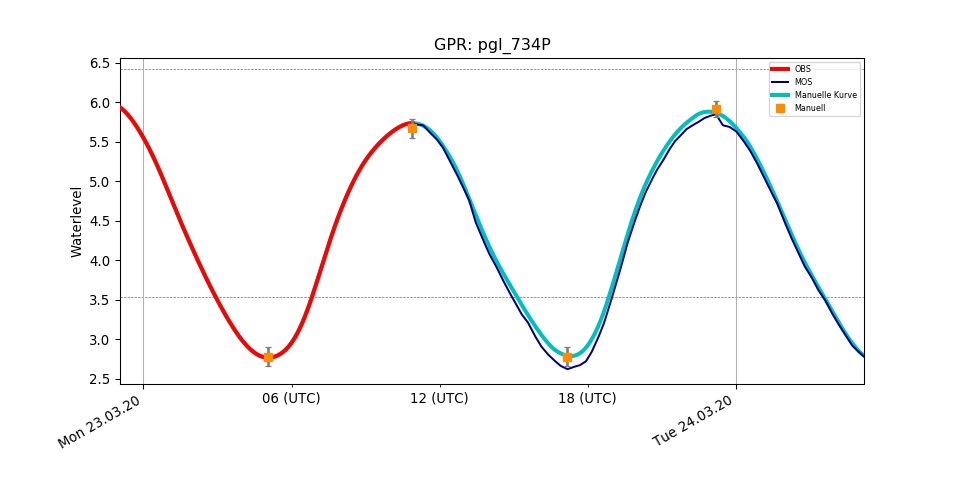 GPR: pgl_734P
6.5
6.0
5.5
5.0
4.5
4.0
3.5
3.0
2.5
Waterlevel
OBS
MOS
Manuelle Kurve
Manuell
Mon 23.03.20
06 (UTC)
12 (UTC)
18 (UTC)
Tue 24.03.20